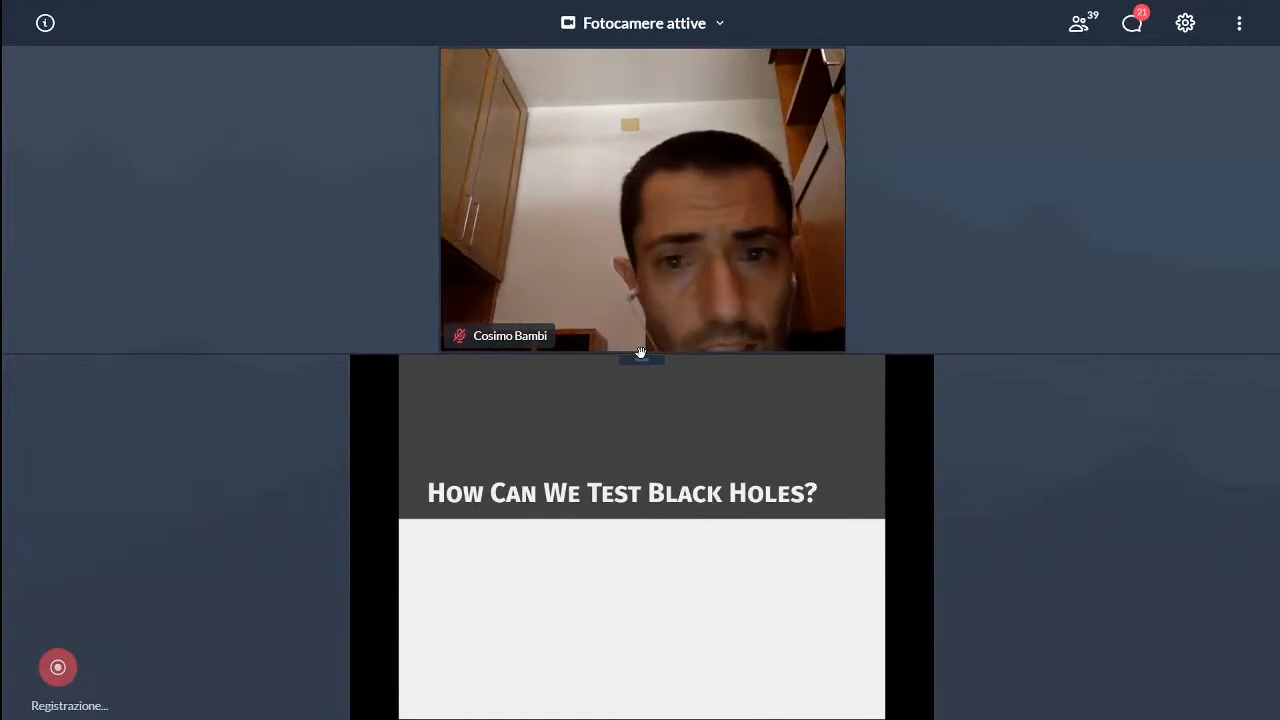 Fotocamere attive
39
21
Cosimo Bambi
How Can We Test Black Holes?
Registrazione...